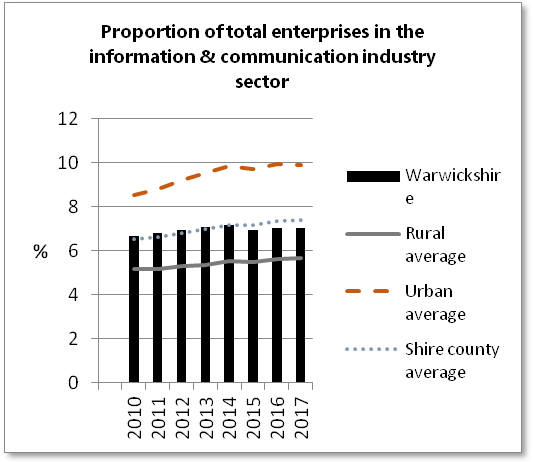 Proportion of total enterprises in the
information & communication industry
sector
12
10
8
6
4
2
0
%
2010
2011
2012
2013
2014
2015
2016
2017
Warwickshir
e
Rural
average
Urban
average
Shire county
average